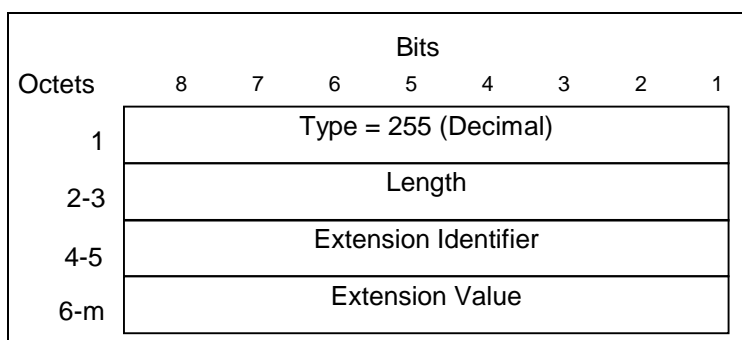 Bits
Octets 8 7 6 5 4 3 2 1
1 Type = 255 (Decimal)
2-3 Length
4-5 Extension Identifier
6-m Extension Value